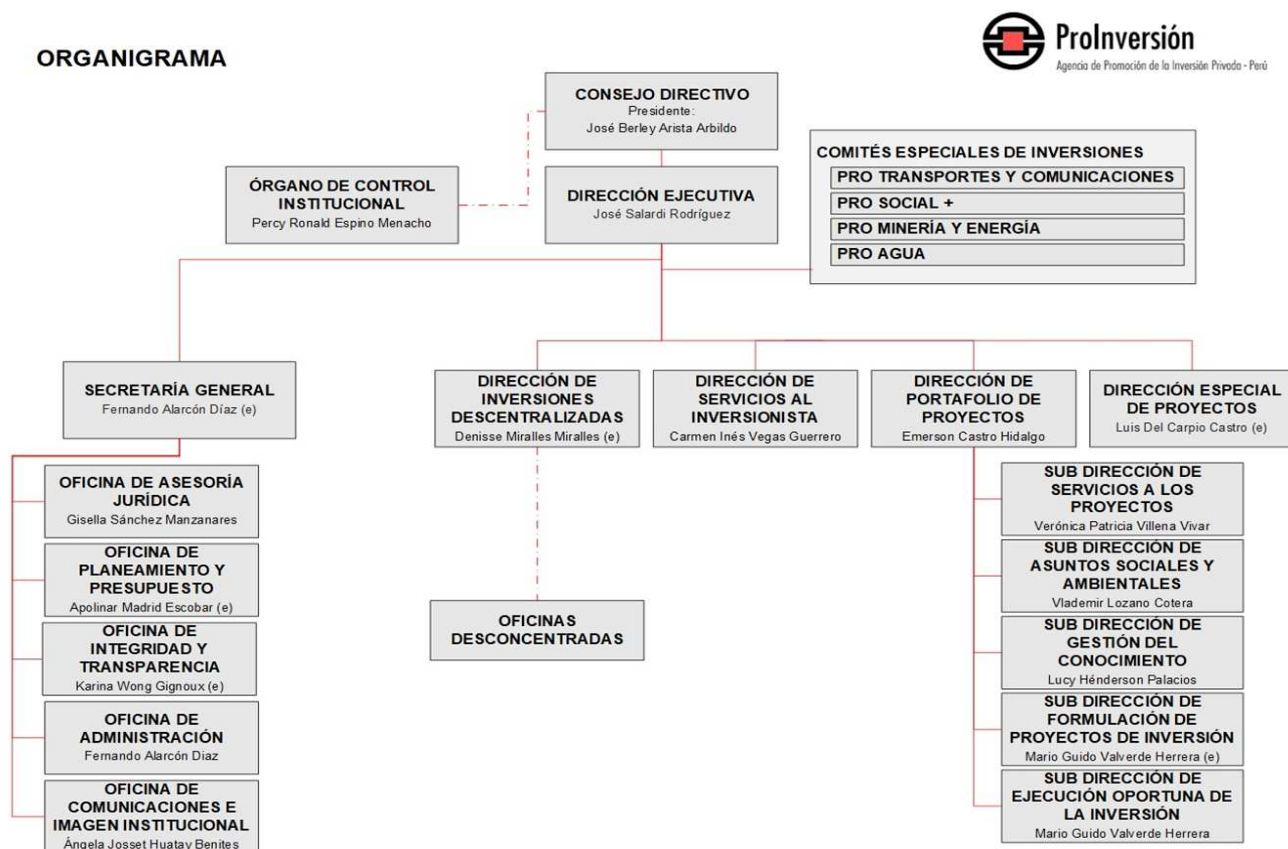 ORGANIGRAMA
ProInversión
Agencia de Promoción de la Inversión Privada - Perú
CONSEJO DIRECTIVO
Presidente:
José Berley Arista Arbildo
ÓRGANO DE CONTROL
INSTITUCIONAL
Percy Ronald Espino Menacho
DIRECCIÓN EJECUTIVA
José Salardi Rodríguez
COMITÉS ESPECIALES DE INVERSIONES
PRO TRANSPORTES Y COMUNICACIONES
PRO SOCIAL +
PRO MINERÍA Y ENERGÍA
PRO AGUA
SECRETARÍA GENERAL
Fernando Alarcón Díaz (e)
DIRECCIÓN DE
INVERSIONES
DESCENTRALIZADAS
Denisse Miralles Miralles (e)
DIRECCIÓN DE
SERVICIOS AL
INVERSIONISTA
Carmen Inés Vegas Guerrero
DIRECCIÓN DE
PORTAFOLIO DE
PROYECTOS
Emerson Castro Hidalgo
DIRECCIÓN ESPECIAL
DE PROYECTOS
Luis Del Carpio Castro (e)
OFICINA DE ASESORÍA
JURÍDICA
Gisella Sánchez Manzanares
OFICINA DE
PLANEAMIENTO Y
PRESUPUESTO
Apolinar Madrid Escobar (e)
OFICINA DE
INTEGRIDAD Y
TRANSPARENCIA
Karina Wong Gignoux (e)
OFICINA DE
ADMINISTRACIÓN
Fernando Alarcón Diaz
OFICINA DE
COMUNICACIONES E
IMAGEN INSTITUCIONAL
Ángela Josset Huatay Benites
OFICINAS
DESCONCENTRADAS
SUB DIRECCIÓN DE
SERVICIOS A LOS
PROYECTOS
Verónica Patricia Villena Vivar
SUB DIRECCIÓN DE
ASUNTOS SOCIALES Y
AMBIENTALES
Vlademir Lozano Cotera
SUB DIRECCIÓN DE
GESTIÓN DEL
CONOCIMIENTO
Lucy Hénderson Palacios
SUB DIRECCIÓN DE
FORMULACIÓN DE
PROYECTOS DE INVERSIÓN
Mario Guido Valverde Herrera (e)
SUB DIRECCIÓN DE
EJECUCIÓN OPORTUNA DE
LA INVERSIÓN
Mario Guido Valverde Herrera